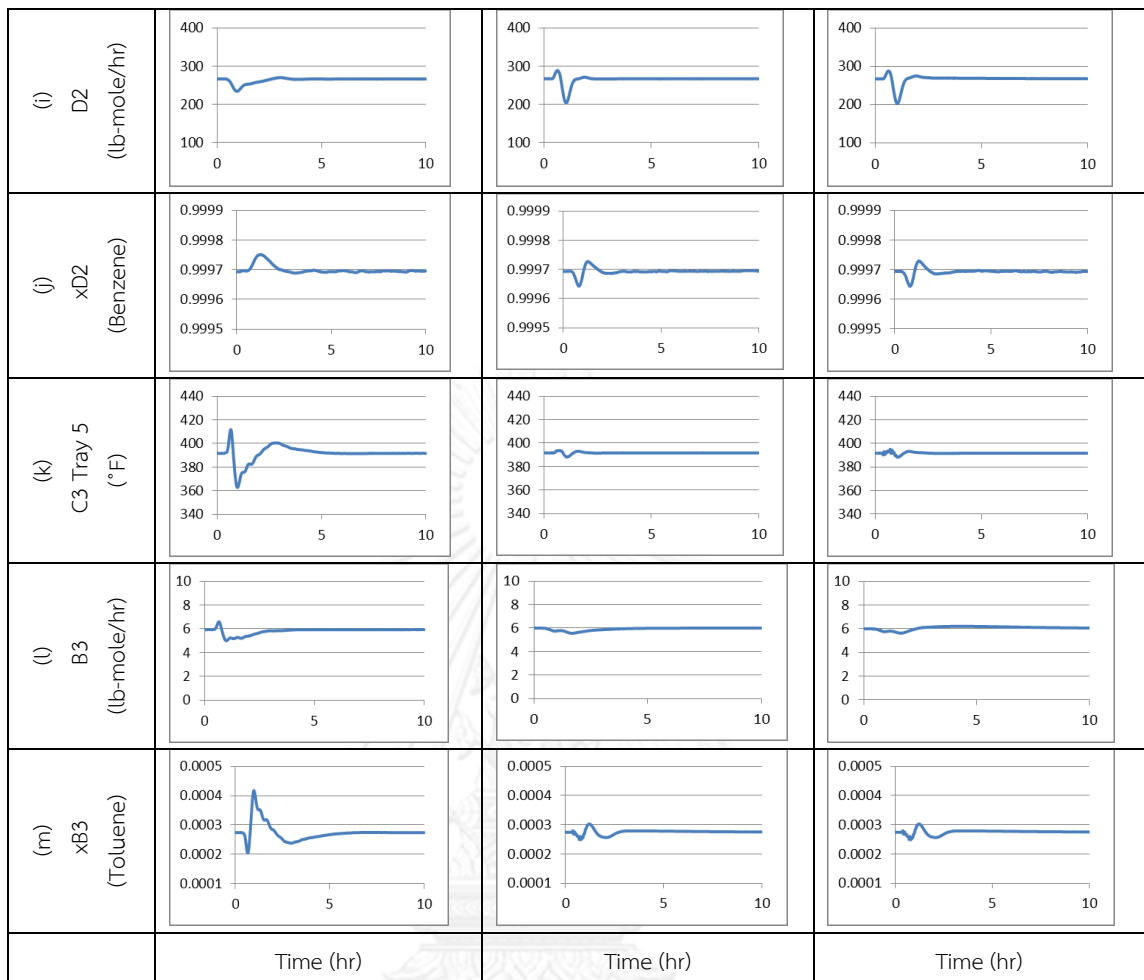 (i)
D2
(lb-mole/hr)
400
300
200
100
0 5 10
400
300
200
100
0 5 10
400
300
200
100
0 5 10
(j)
xD2
(Benzene)
0.9999
0.9998
0.9997
0.9996
0.9995
0 5 10
0.9999
0.9998
0.9997
0.9996
0.9995
0 5 10
0.9999
0.9998
0.9997
0.9996
0.9995
0 5 10
(k)
C3 Tray 5
(°F)
440
420
400
380
360
340
0 5 10
440
420
400
380
360
340
0 5 10
440
420
400
380
360
340
0 5 10
(l)
B3
(lb-mole/hr)
10
8
6
4
2
0
0 5 10
10
8
6
4
2
0
0 5 10
10
8
6
4
2
0
0 5 10
(m)
xB3
(Toluene)
0.0005
0.0004
0.0003
0.0002
0.0001
0 5 10
0.0005
0.0004
0.0003
0.0002
0.0001
0 5 10
0.0005
0.0004
0.0003
0.0002
0.0001
0 5 10
Time (hr) Time (hr) Time (hr)